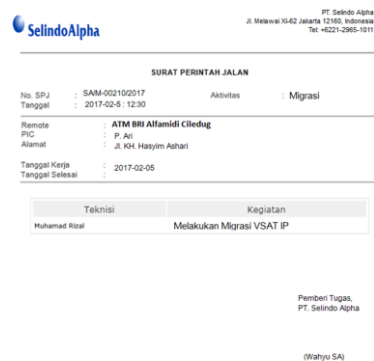 SelindoAlpha
PT. Selindo Alpha
Jl. Melawai XI-62 Jakarta 12160, Indonesia
Tel: +6221-2965-1011
SURAT PERINTAH JALAN
No. SPJ : SA/M-00210/2017 Aktivitas : Migrasi
Tanggal : 2017-02-5 : 12:30
Remote : ATM BRI Alfamidi Ciledug
PIC : P. Ari
Alamat : Jl. KH. Hasyim Ashari
Tanggal Kerja : 2017-02-05
Tanggal Selesai :
Teknisi Kegiatan
Muhamad Rizal Melakukan Migrasi VSAT IP
Pemberi Tugas,
PT. Selindo Alpha
(Wahyu SA)